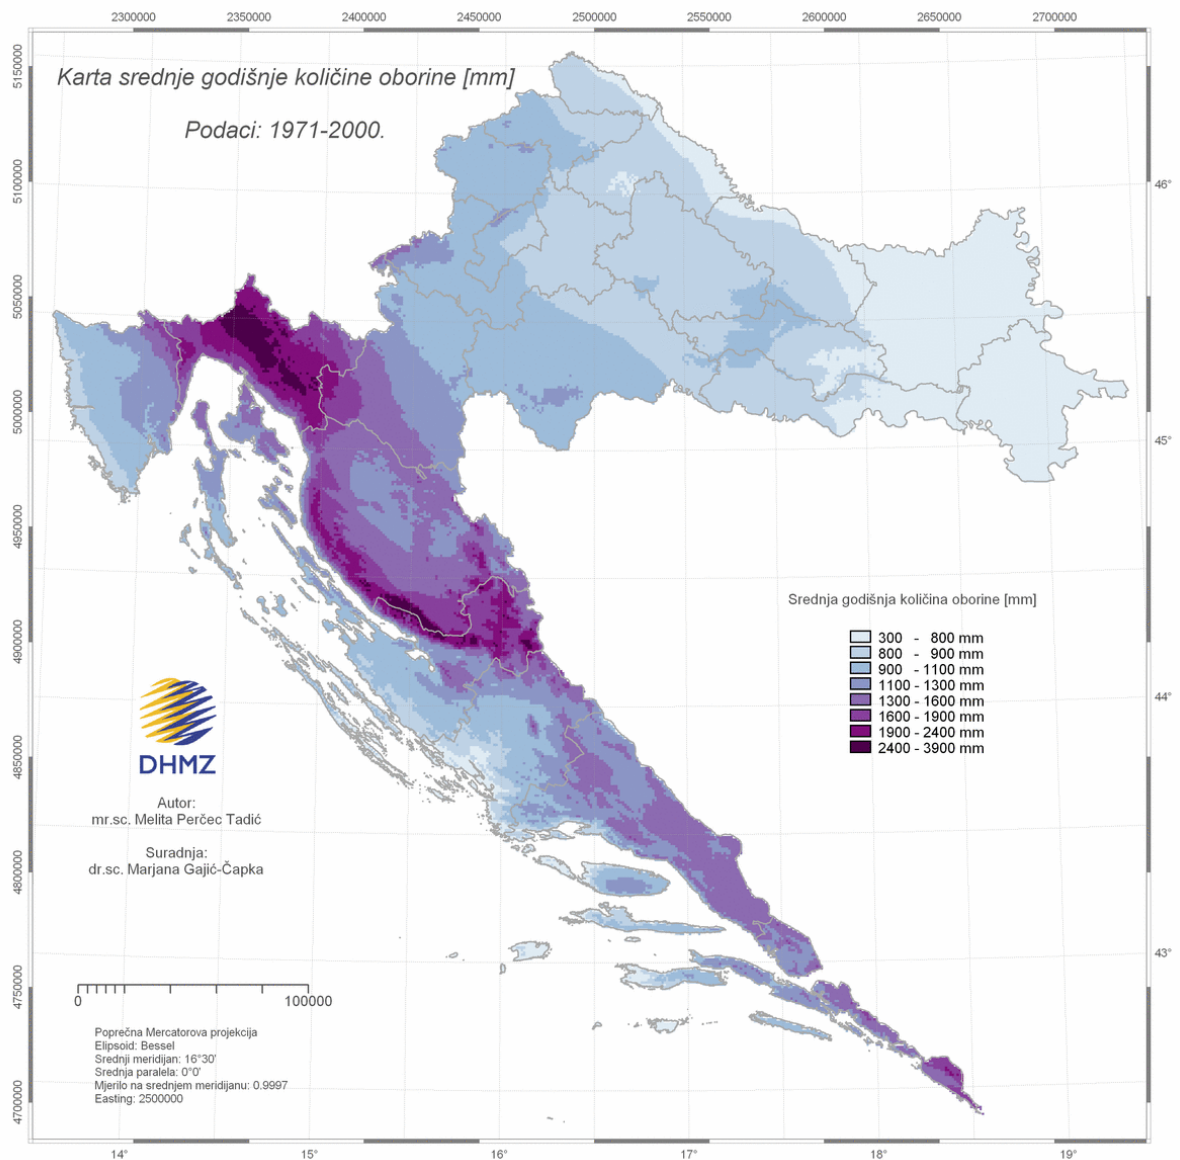 2300000 2350000 2400000 2450000 2500000 2550000 2600000 2650000 2700000
5150000
Karta srednje godišnje količine oborine [mm]
Podaci: 1971-2000.
5100000
46°
5050000
5000000
45°
4950000
Srednja godišnja količina oborine [mm]
300 - 800 mm
800 - 900 mm
900 - 1100 mm
1100 - 1300 mm
1300 - 1600 mm
1600 - 1900 mm
1900 - 2400 mm
2400 - 3900 mm
4900000
44°
4850000
DHMZ
Autor:
mr.sc. Melita Perčec Tadić
Suradnja:
dr.sc. Marjana Gajić-Čapka
4800000
43°
4750000
0 100000
Poprečna Mercatorova projekcija
Elipsoid: Bessel
Srednji meridijan: 16°30'
Srednja paralela: 0°0'
Mjerilo na srednjem meridijanu: 0.9997
Easting: 2500000
4700000
14° 15° 16° 17° 18° 19°